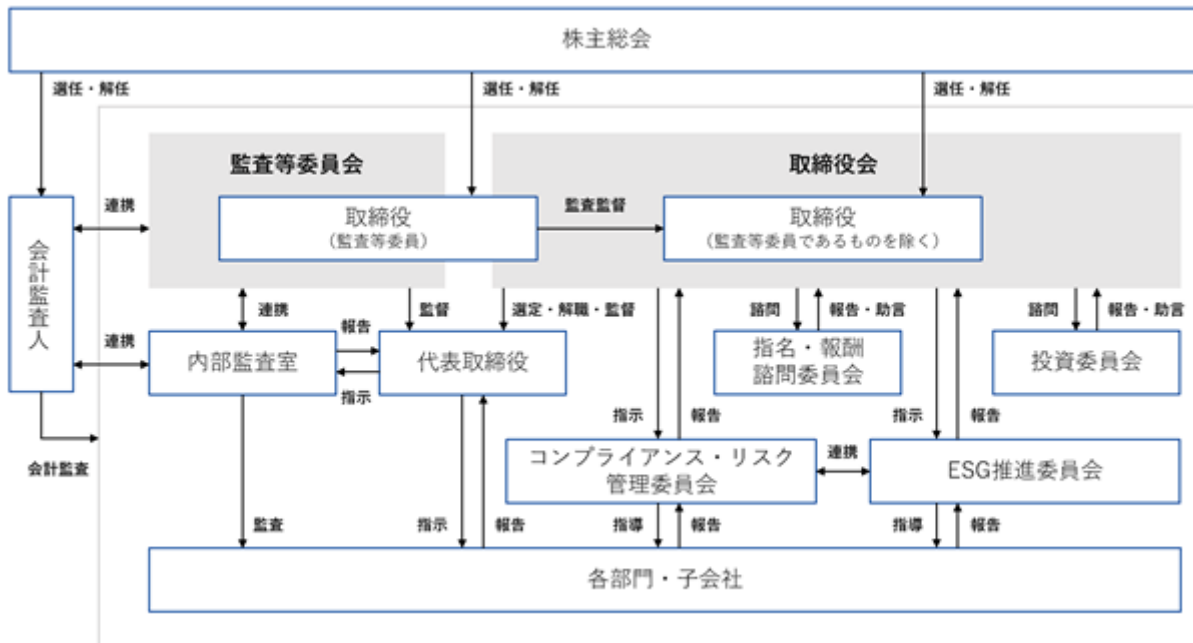 株主総会
選任・解任
選任・解任
選任・解任
監査等委員会
取締役会
会計監査人
連携
取締役
（監査等委員）
監査監督
取締役
（監査等委員であるものを除く）
連携
報告
監督
選定・解職・監督
諮問
報告・助言
諮問
報告・助言
連携
内部監査室
代表取締役
指名・報酬
諮問委員会
投資委員会
指示
指示
報告
指示
報告
会計監査
コンプライアンス・リスク
管理委員会
連携
ESG推進委員会
監査
指示
報告
指導
報告
指導
報告
各部門・子会社